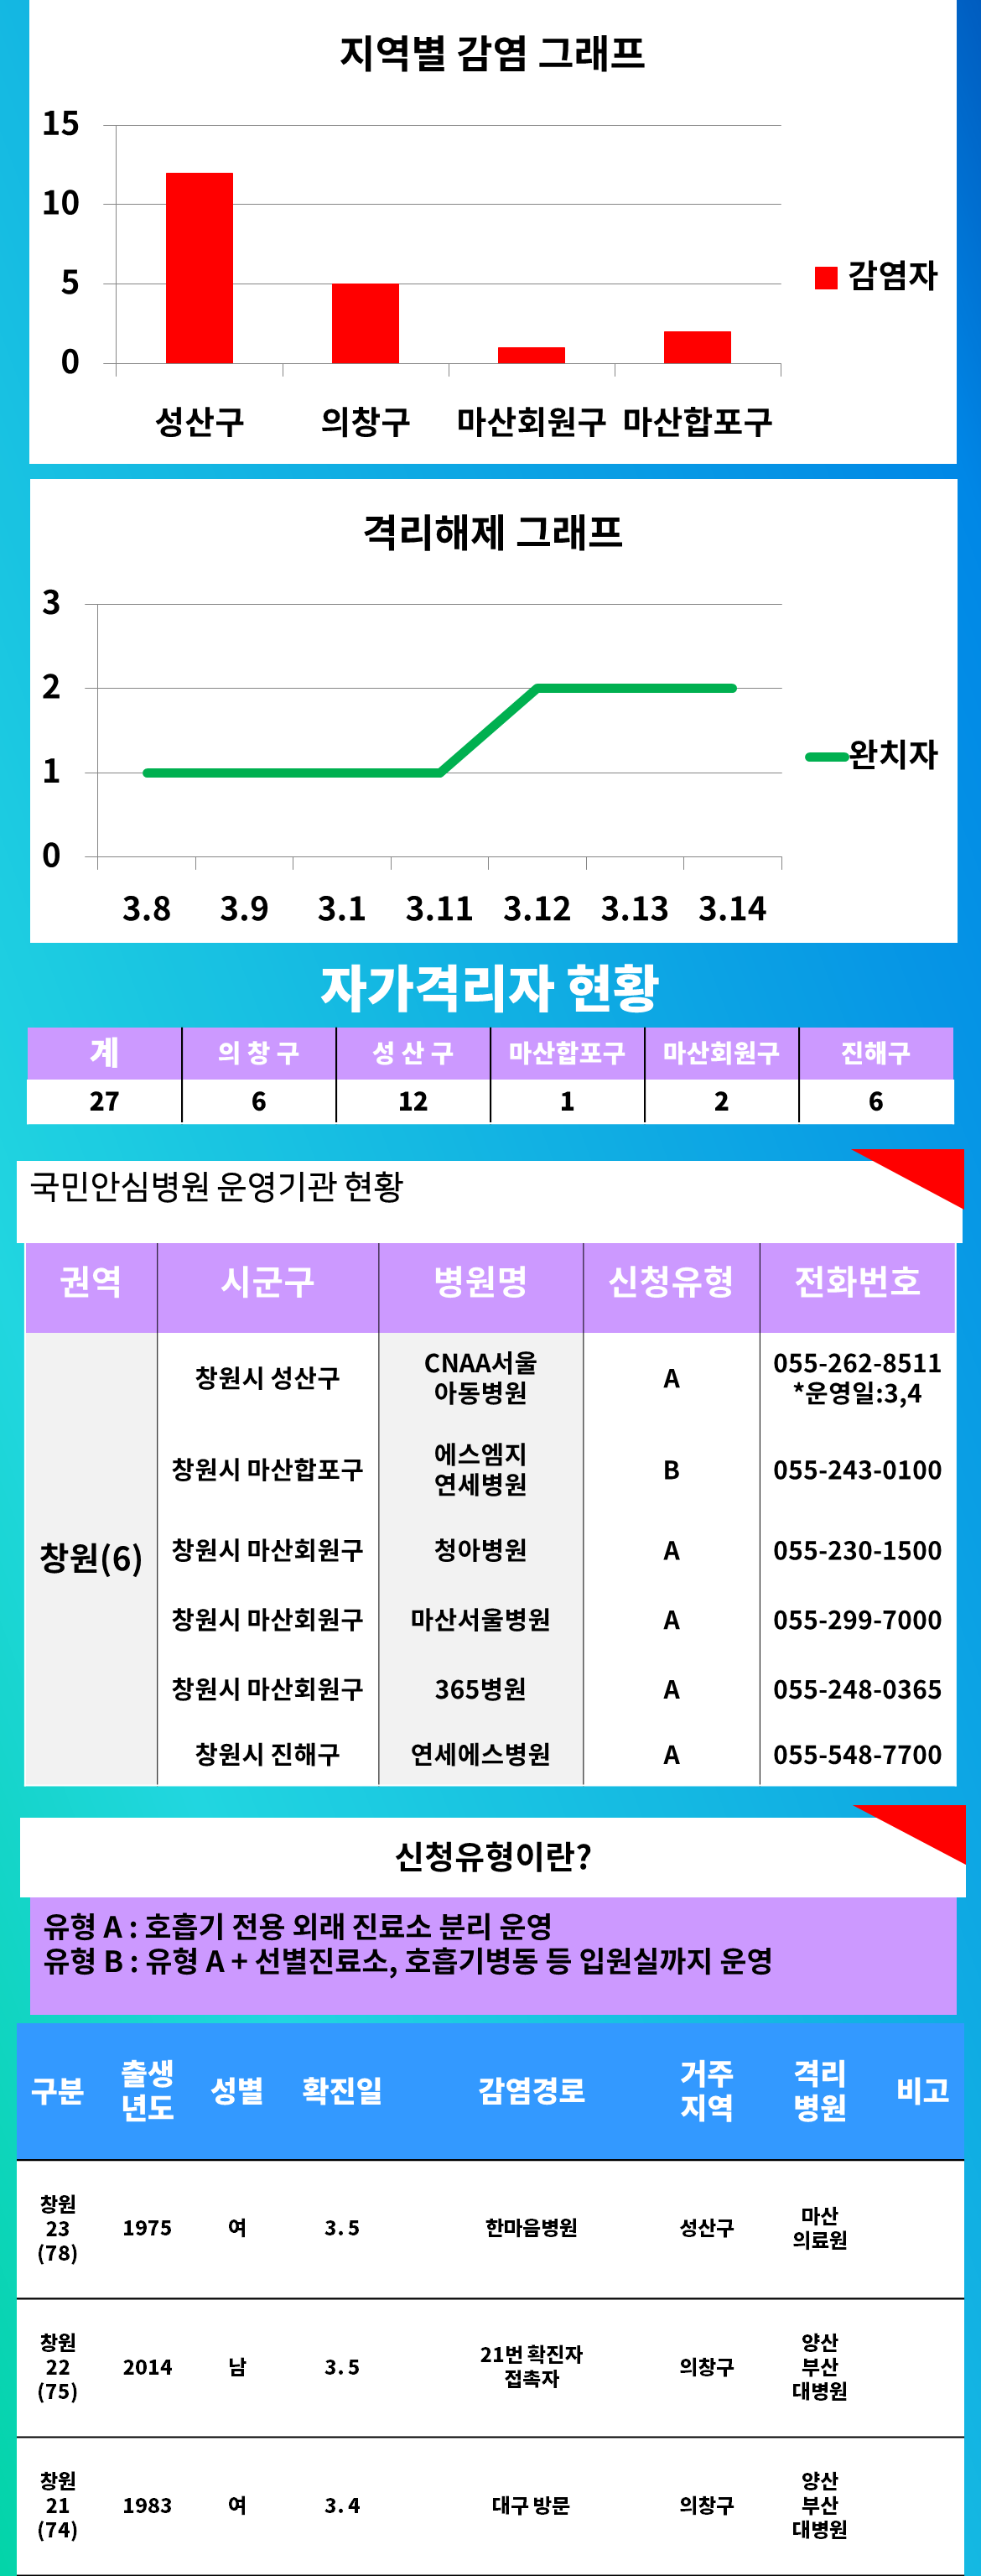 지역별 감염 그래프
15
10
5
0
감염자
성산구 의창구 마산회원구 마산합포구
격리해제 그래프
3
2
1
0
완치자
3.8 3.9 3.1 3.11 3.12 3.13 3.14
자가격리자 현황
계 의 창 구 성 산 구 마산합포구 마산회원구 진해구
27 6 12 1 2 6
국민안심병원 운영기관 현황
권역 시군구 병원명 신청유형 전화번호
창원(6)
창원시 성산구 CNAA서울 아동병원 A 055-262-8511 *운영일:3,4
창원시 마산합포구 에스엠지 연세병원 B 055-243-0100
창원시 마산회원구 청아병원 A 055-230-1500
창원시 마산회원구 마산서울병원 A 055-299-7000
창원시 마산회원구 365병원 A 055-248-0365
창원시 진해구 연세에스병원 A 055-548-7700
신청유형이란?
유형 A : 호흡기 전용 외래 진료소 분리 운영
유형 B : 유형 A + 선별진료소, 호흡기병동 등 입원실까지 운영
구분 출생 년도 성별 확진일 감염경로 거주 지역 격리 병원 비고
창원 23 (78) 1975 여 3. 5 한마음병원 성산구 마산 의료원
창원 22 (75) 2014 남 3. 5 21번 확진자 접촉자 의창구 양산 부산 대병원
창원 21 (74) 1983 여 3. 4 대구 방문 의창구 양산 부산 대병원